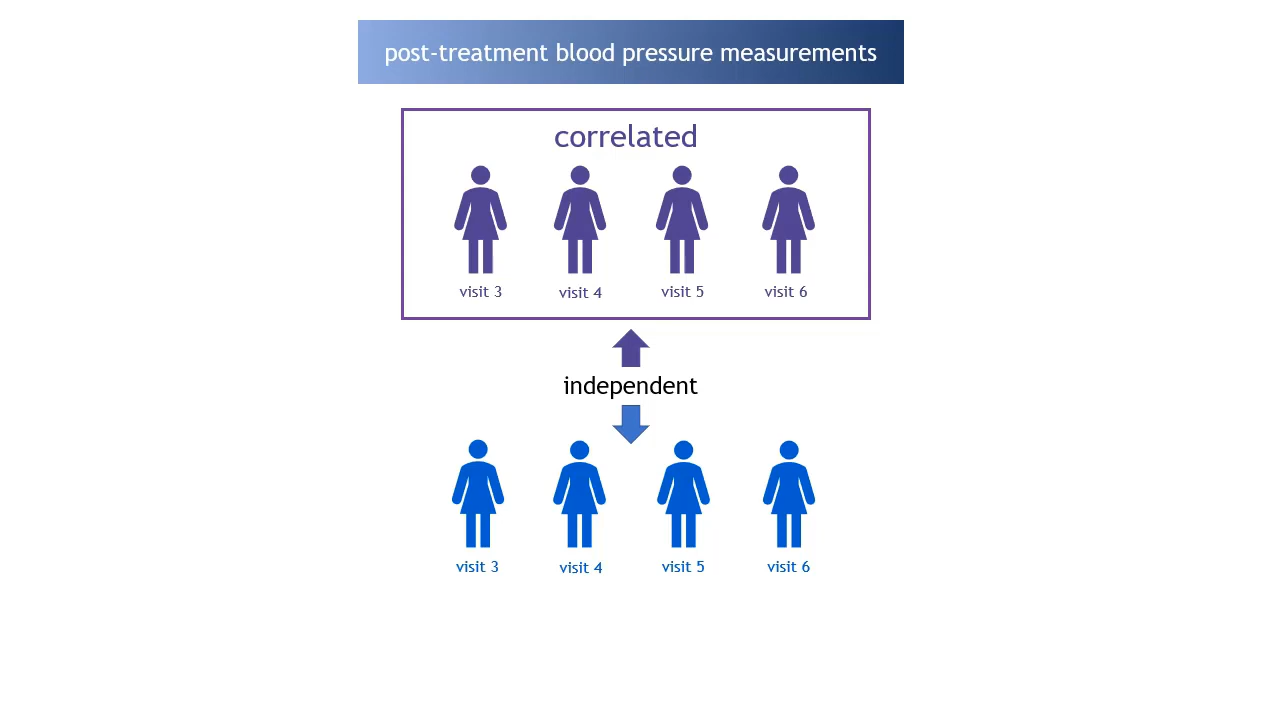 post-treatment blood pressure measurements
correlated
visit 3 visit 4 visit 5 visit 6
independent
visit 3 visit 4 visit 5 visit 6